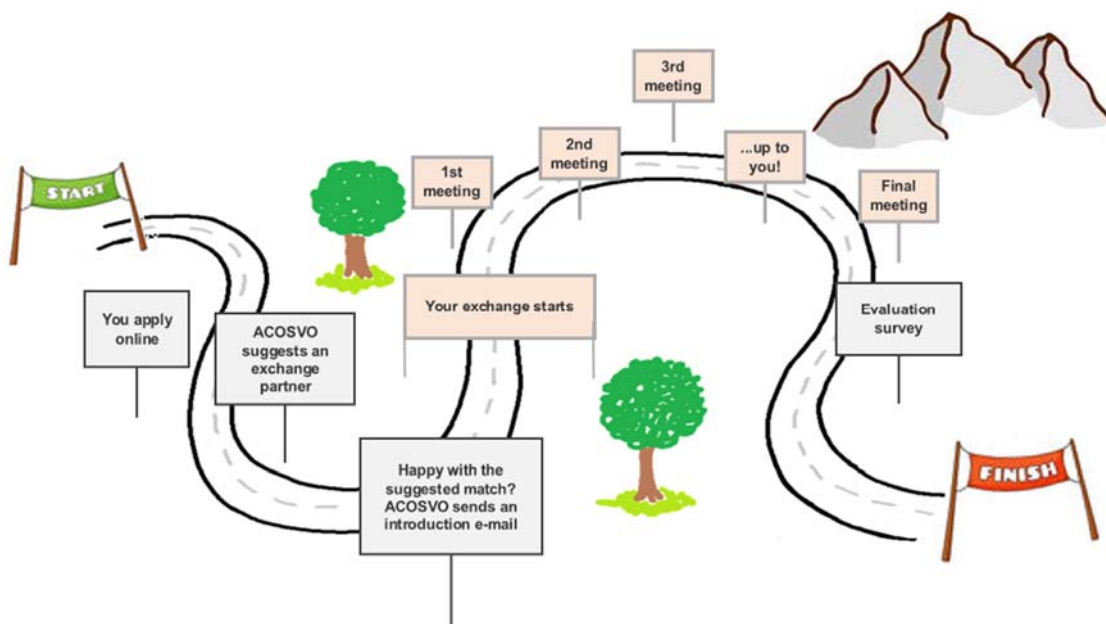 START
You apply
online
ACOSVO
suggests an
exchange
partner
Happy with the
suggested match?
ACOSVO sends an
introduction e-mail
Your exchange starts
1st
meeting
2nd
meeting
3rd
meeting
...up to
you!
Final
meeting
Evaluation
survey
FINISH